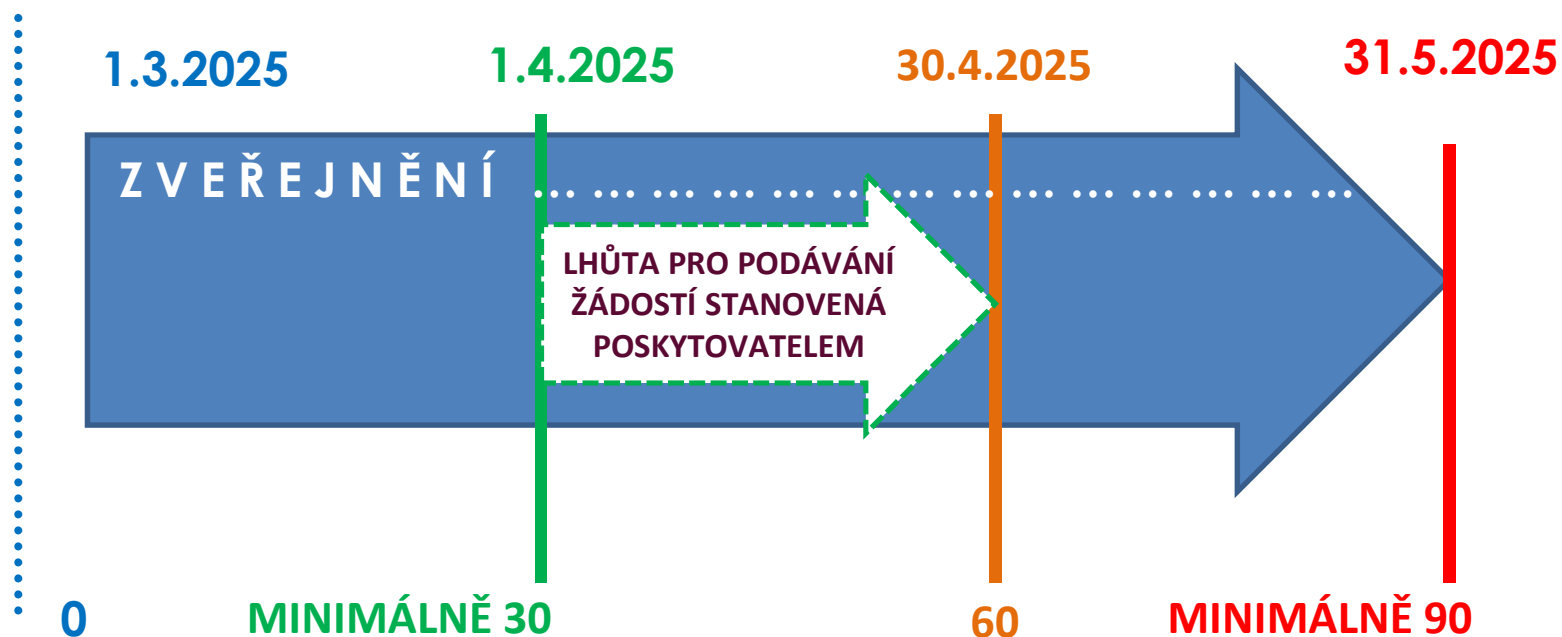 1.3.2025
1.4.2025
30.4.2025
31.5.2025
ZVEŘEJNĚNÍ
LHŮTA PRO PODÁVÁNÍ
ŽÁDOSTÍ STANOVENÁ
POSKYTOVATELEM
0
MINIMÁLNĚ 30
60
MINIMÁLNĚ 90